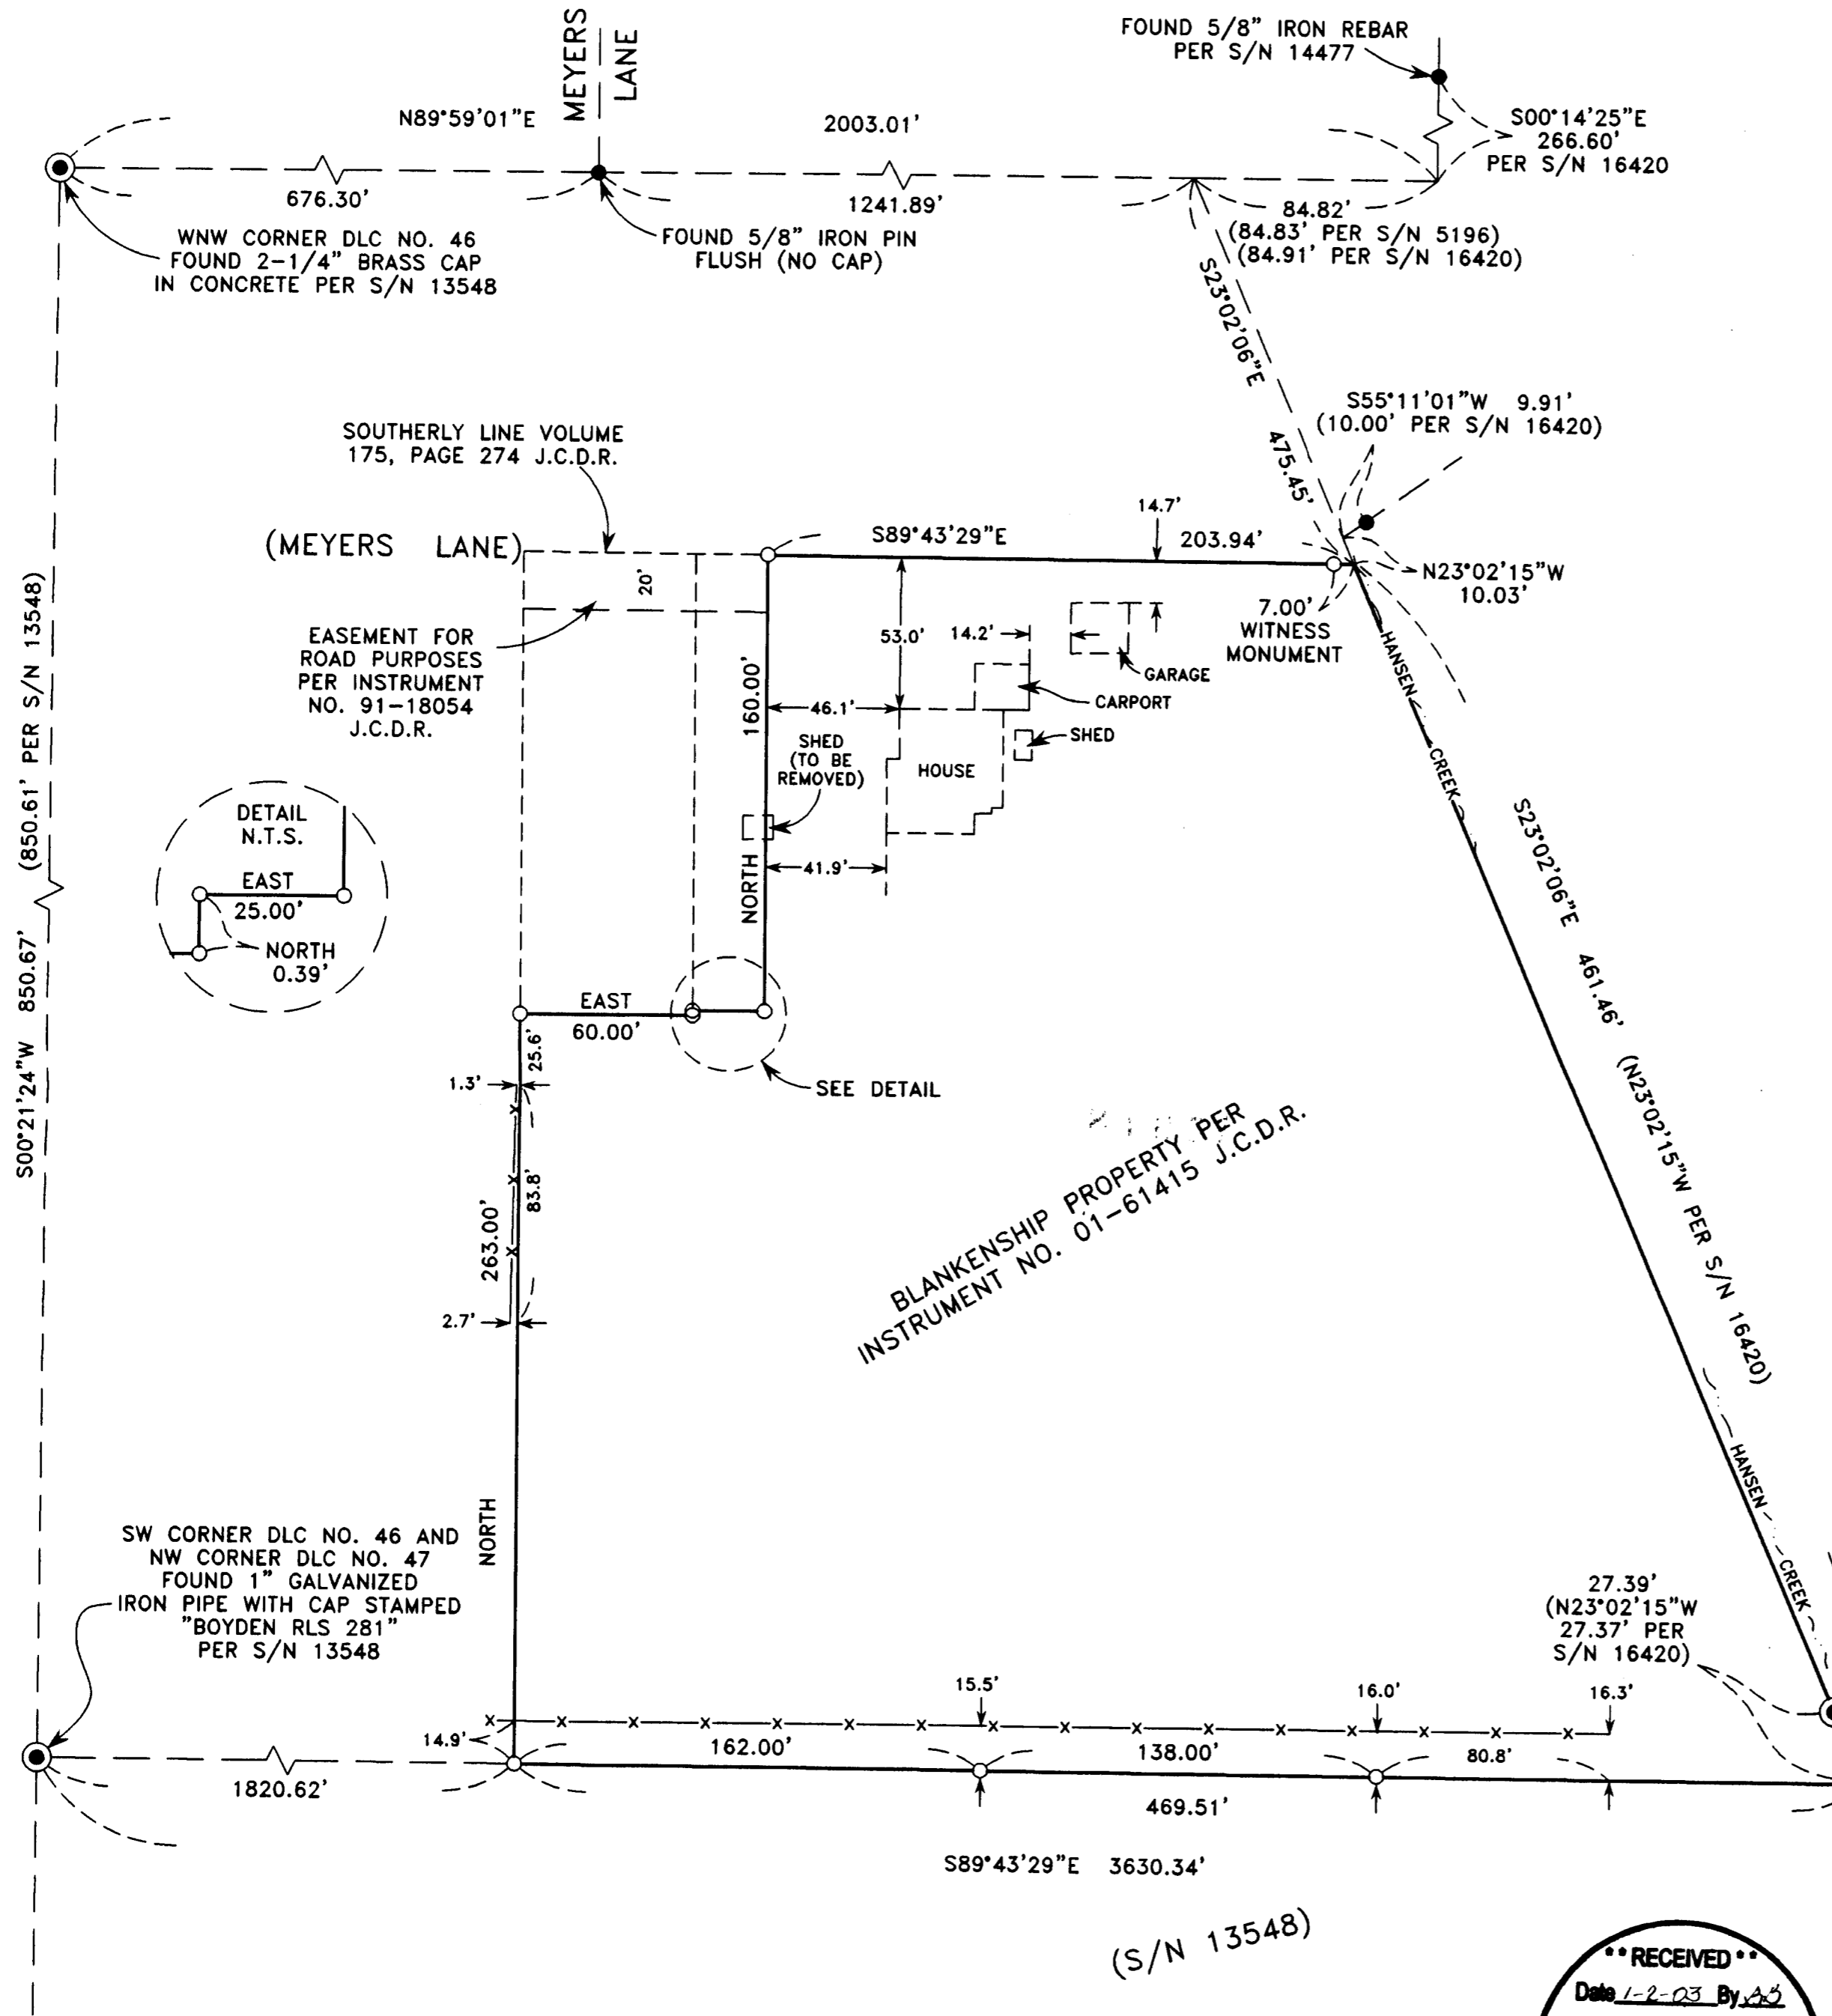 MEYERS
LANE
FOUND 5/8" IRON REBAR
PER S/N 14477
N89°59'01"E
2003.01'
S00°14'25"E
266.60'
PER S/N 16420
676.30'
1241.89'
84.82'
(84.83' PER S/N 5196)
(84.91' PER S/N 16420)
WNW CORNER DLC NO. 46
FOUND 2-1/4" BRASS CAP
IN CONCRETE PER S/N 13548
FOUND 5/8" IRON PIN
FLUSH (NO CAP)
S23°02'06"E
475.45'
S55°11'01"W 9.91'
(10.00' PER S/N 16420)
SOUTHERLY LINE VOLUME
175, PAGE 274 J.C.D.R.
(MEYERS LANE)
S89°43'29"E
14.7'
203.94'
N23°02'15"W
10.03'
20'
7.00'
WITNESS
MONUMENT
EASEMENT FOR
ROAD PURPOSES
PER INSTRUMENT
NO. 91-18054
J.C.D.R.
160.00'
NORTH
53.0'
14.2'
GARAGE
CARPORT
46.1'
SHED
(TO BE
REMOVED)
HOUSE
SHED
41.9'
HANSEN
CREEK
S00°21'24"W 850.67' (850.61' PER S/N 13548)
DETAIL
N.T.S.
EAST
25.00'
NORTH
0.39'
EAST
60.00'
25.6'
1.3'
SEE DETAIL
83.8'
263.00'
2.7'
NORTH
S23°02'06"E 461.46' (N23°02'15"W PER S/N 16420)
BLANKENSHIP PROPERTY PER
INSTRUMENT NO. 01-61415 J.C.D.R.
HANSEN
CREEK
SW CORNER DLC NO. 46 AND
NW CORNER DLC NO. 47
FOUND 1" GALVANIZED
IRON PIPE WITH CAP STAMPED
"BOYDEN RLS 281"
PER S/N 13548
27.39'
(N23°02'15"W
27.37' PER
S/N 16420)
15.5'
16.0'
16.3'
14.9'
162.00'
138.00'
80.8'
1820.62'
469.51'
S89°43'29"E 3630.34'
(S/N 13548)
**RECEIVED**
Date 1-2-03 By